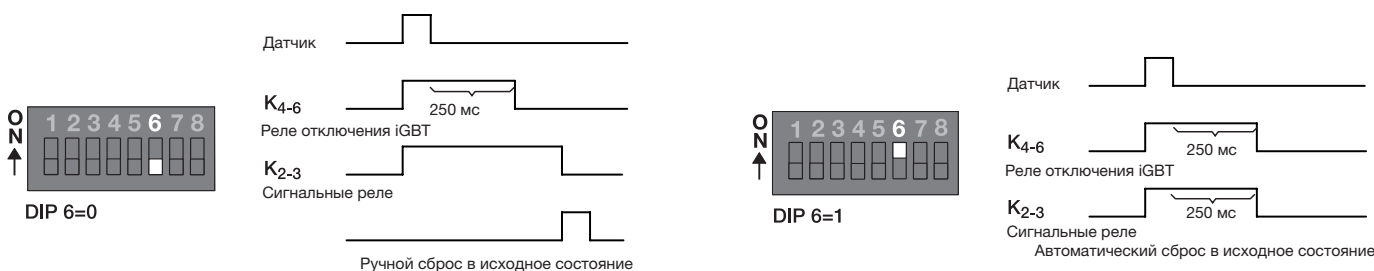 Датчик
K4-6
250 мс
Реле отключения iGBT
K2-3
Сигнальные реле
Ручной сброс в исходное состояние
ON
1 2 3 4 5 6 7 8
DIP 6=0
Датчик
K4-6
250 мс
Реле отключения iGBT
K2-3
250 мс
Сигнальные реле
Автоматический сброс в исходное состояние
ON
1 2 3 4 5 6 7 8
DIP 6=1